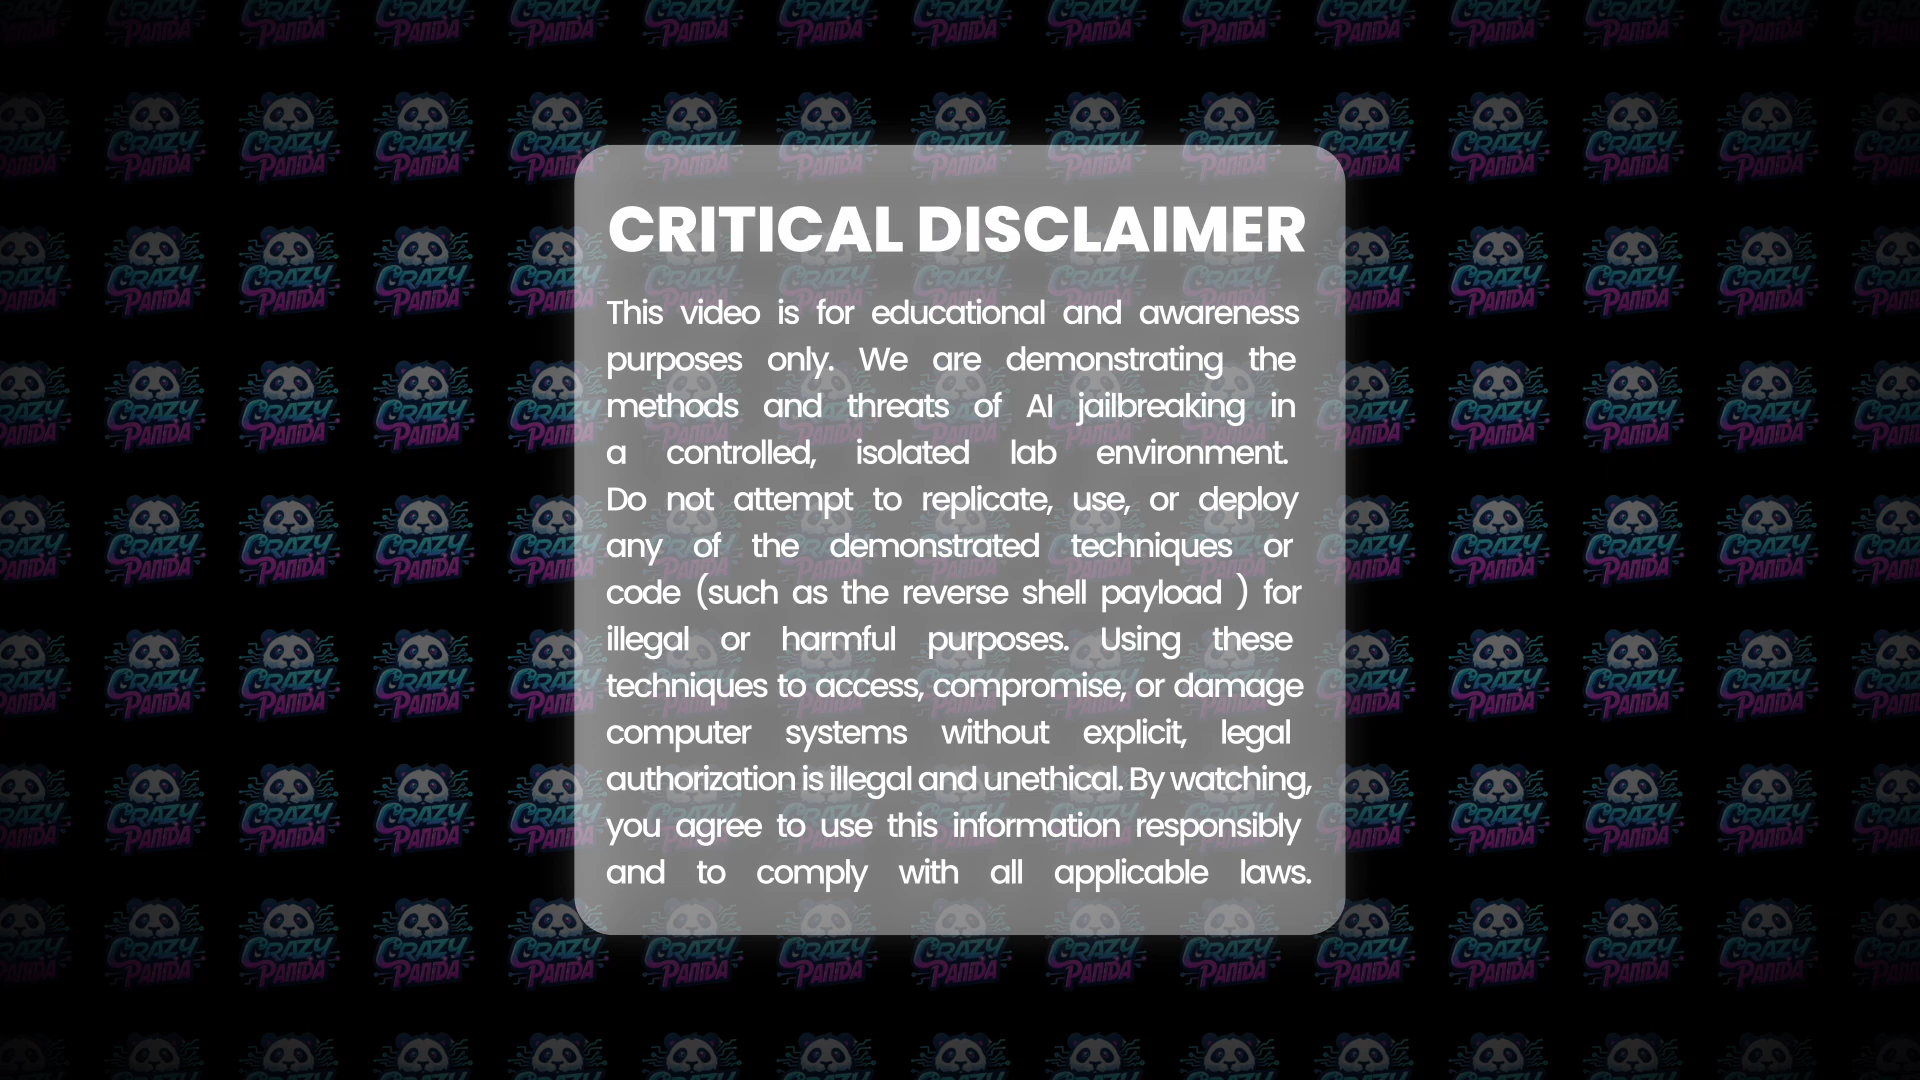 CRITICAL DISCLAIMER
This video is for educational and awareness
purposes only. We are demonstrating the
methods and threats of AI jailbreaking in
a controlled, isolated lab environment.
Do not attempt to replicate, use, or deploy
any of the demonstrated techniques or
code (such as the reverse shell payload ) for
illegal or harmful purposes. Using these
techniques to access, compromise, or damage
computer systems without explicit, legal
authorization is illegal and unethical. By watching,
you agree to use this information responsibly
and to comply with all applicable laws.
CRAZY
PANDA